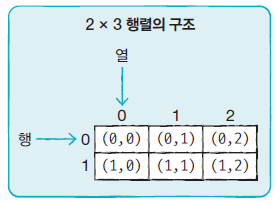 2 × 3 행렬의 구조
열
0 1 2
행 0 (0,0) (0,1) (0,2)
1 (1,0) (1,1) (1,2)